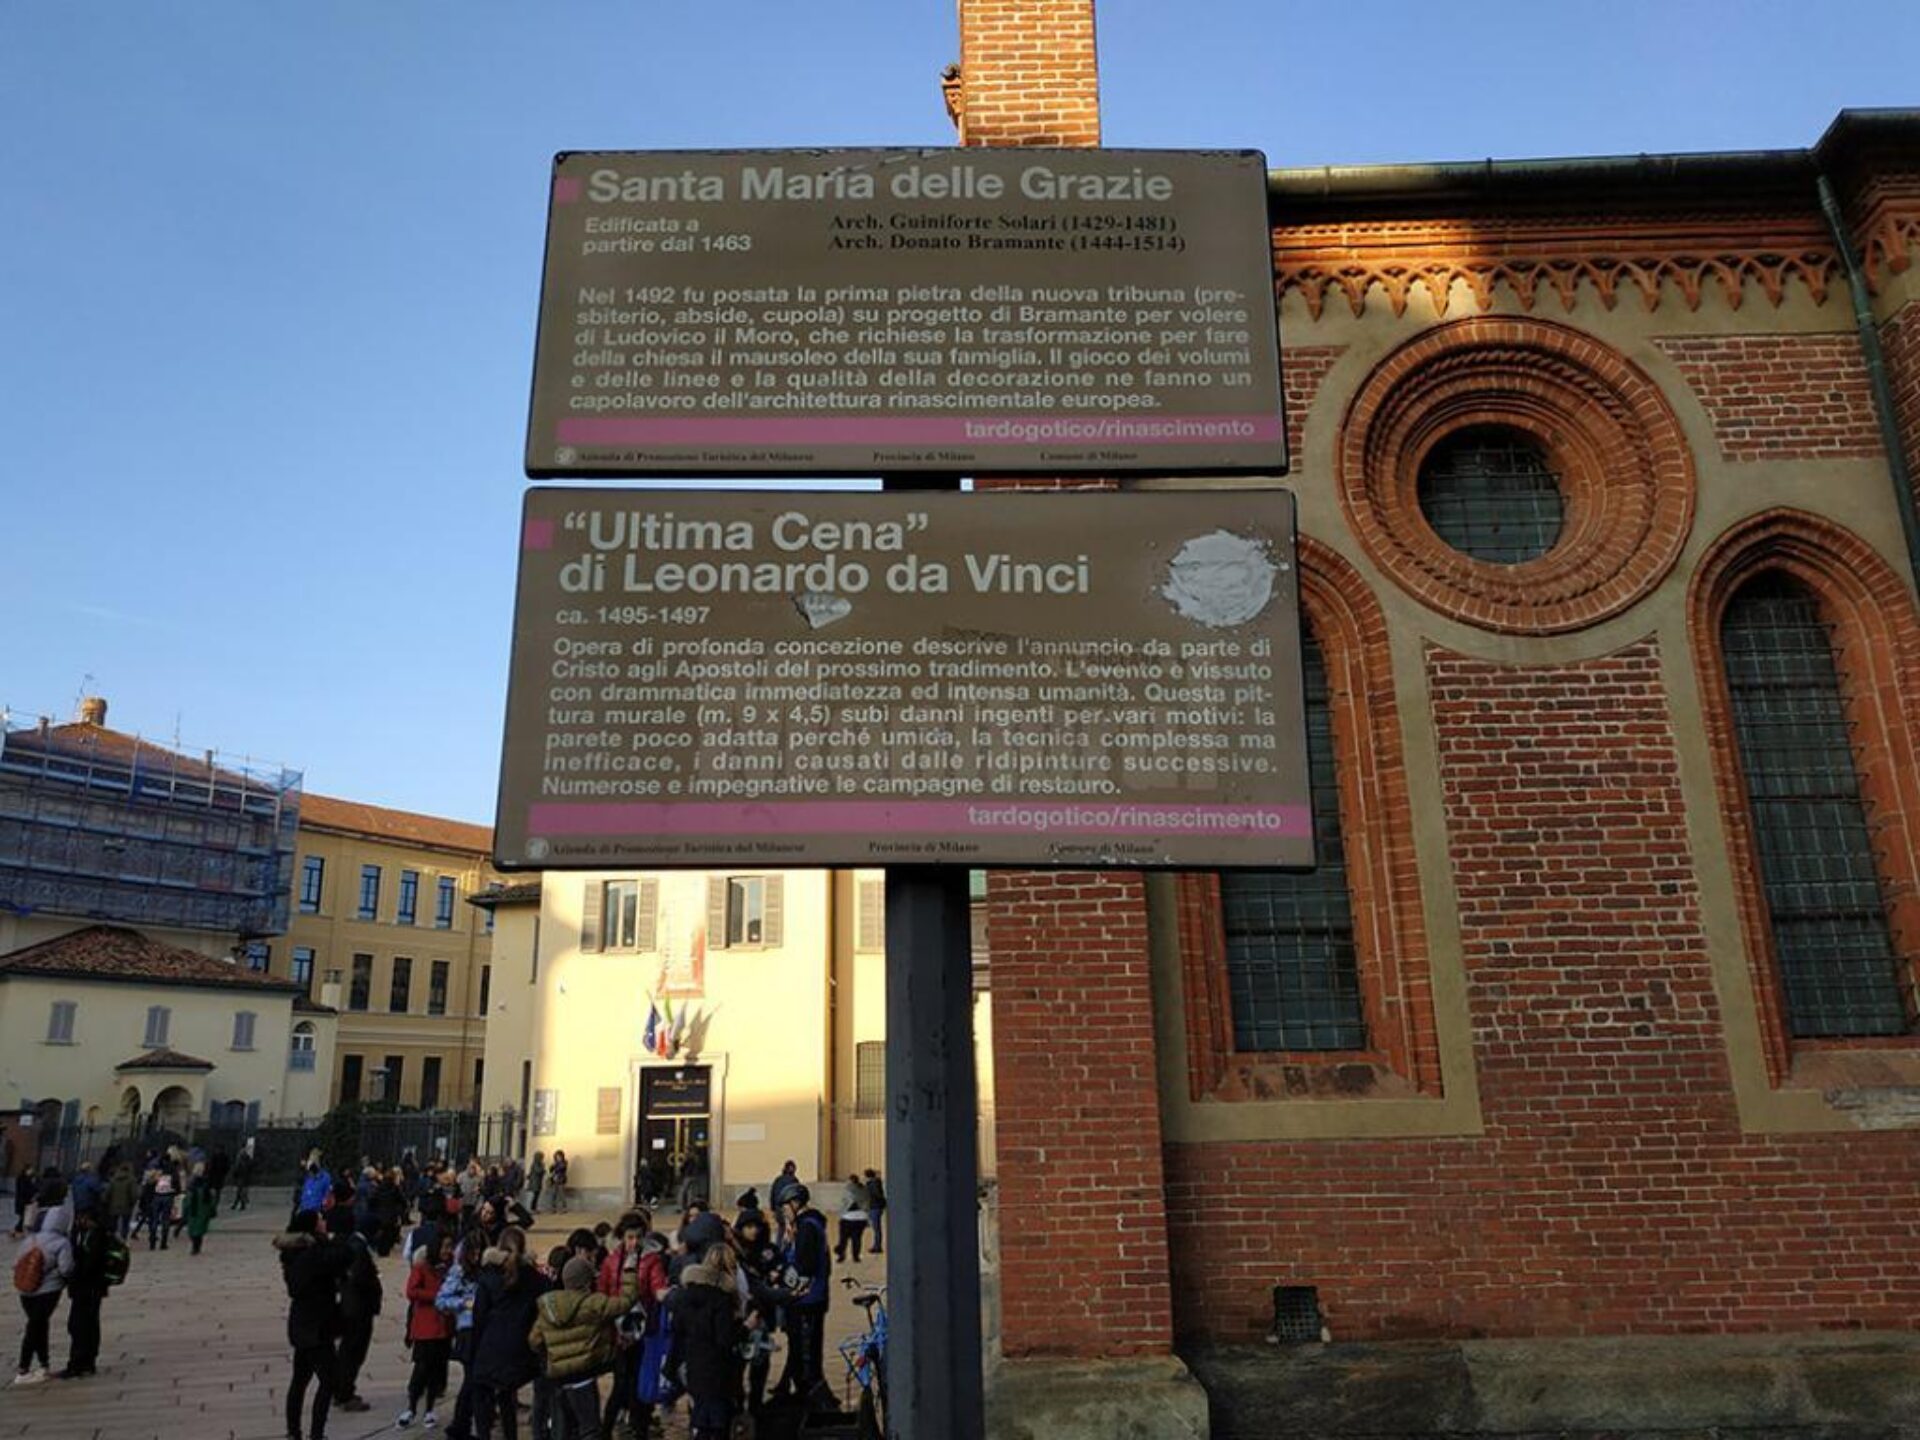 Santa Maria delle Grazie
Edificata a
partire dal 1463
Arch. Guiniforte Solari (1429-1481)
Arch. Donato Bramante (1444-1514)
Nel 1492 fu posata la prima pietra della nuova tribuna (pre-
sbiterio, abside, cupola) su progetto di Bramante per volere
di Ludovico il Moro, che richiese la trasformazione per fare
della chiesa il mausoleo della sua famiglia. Il gioco dei volumi
e delle linee e la qualità della decorazione ne fanno un
capolavoro dell'architettura rinascimentale europea.
tardogotico/rinascimento
Azienda di Promozione Turistica del Milanese Provincia di Milano Comune di Milano
“Ultima Cena”
di Leonardo da Vinci
ca. 1495-1497
Opera di profonda concezione descrive l'annuncio da parte di
Cristo agli Apostoli del prossimo tradimento. L'evento è vissuto
con drammatica immediatezza ed intensa umanità. Questa pit-
tura murale (m. 9 x 4,5) subì danni ingenti per vari motivi: la
parete poco adatta perché umida, la tecnica complessa ma
inefficace, i danni causati dalle ridipinture successive.
Numerose e impegnative le campagne di restauro.
tardogotico/rinascimento
Azienda di Promozione Turistica del Milanese Provincia di Milano Comune di Milano